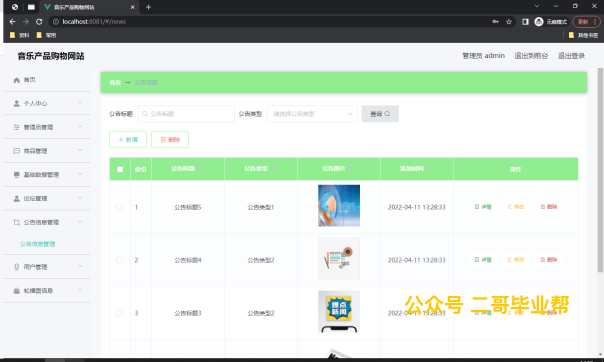 音乐产品购物网站
localhost:8081/#/news
无痕模式
更新
资料
常用
其他书签
音乐产品购物网站
管理员 admin
退出到前台
退出登录
首页
个人中心
管理员管理
商品管理
基础数据管理
论坛管理
公告信息管理
公告信息管理
用户管理
轮播图信息
首页
公告标题
公告标题
公告类型
请选择公告类型
查询
+ 新增
删除
索引
公告标题
公告类型
公告图片
添加时间
操作
1
公告标题5
公告类型1
2022-04-11 13:28:33
详情
修改
删除
2
公告标题4
公告类型2
2022-04-11 13:28:33
详情
修改
删除
3
公告标题3
公告类型2
热点
新闻
2022-04-11 13:28:33
删除
公众号 二哥毕业帮